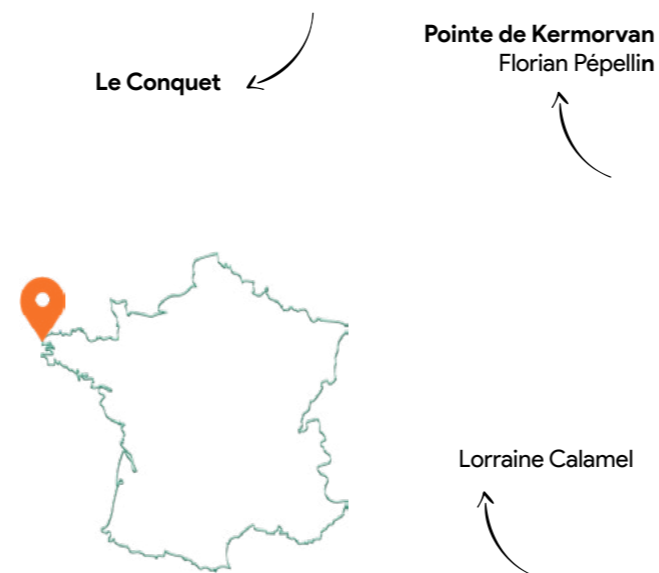 Le Conquet
Pointe de Kermorvan
Florian Pépellin
Lorraine Calamel